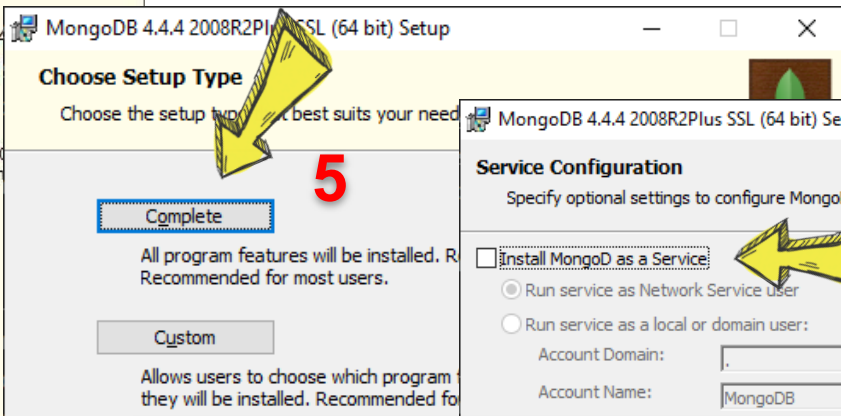 MongoDB 4.4.4 2008R2Plus SSL (64 bit) Setup
Choose Setup Type
Choose the setup type best suits your need
5
Complete
All program features will be installed. R
Recommended for most users.
Custom
Allows users to choose which program
they will be installed. Recommended fo
MongoDB 4.4.4 2008R2Plus SSL (64 bit) Se
Service Configuration
Specify optional settings to configure Mongo
Install MongoD as a Service
Run service as Network Service user
Run service as a local or domain user:
Account Domain:
.
Account Name:
MongoDB